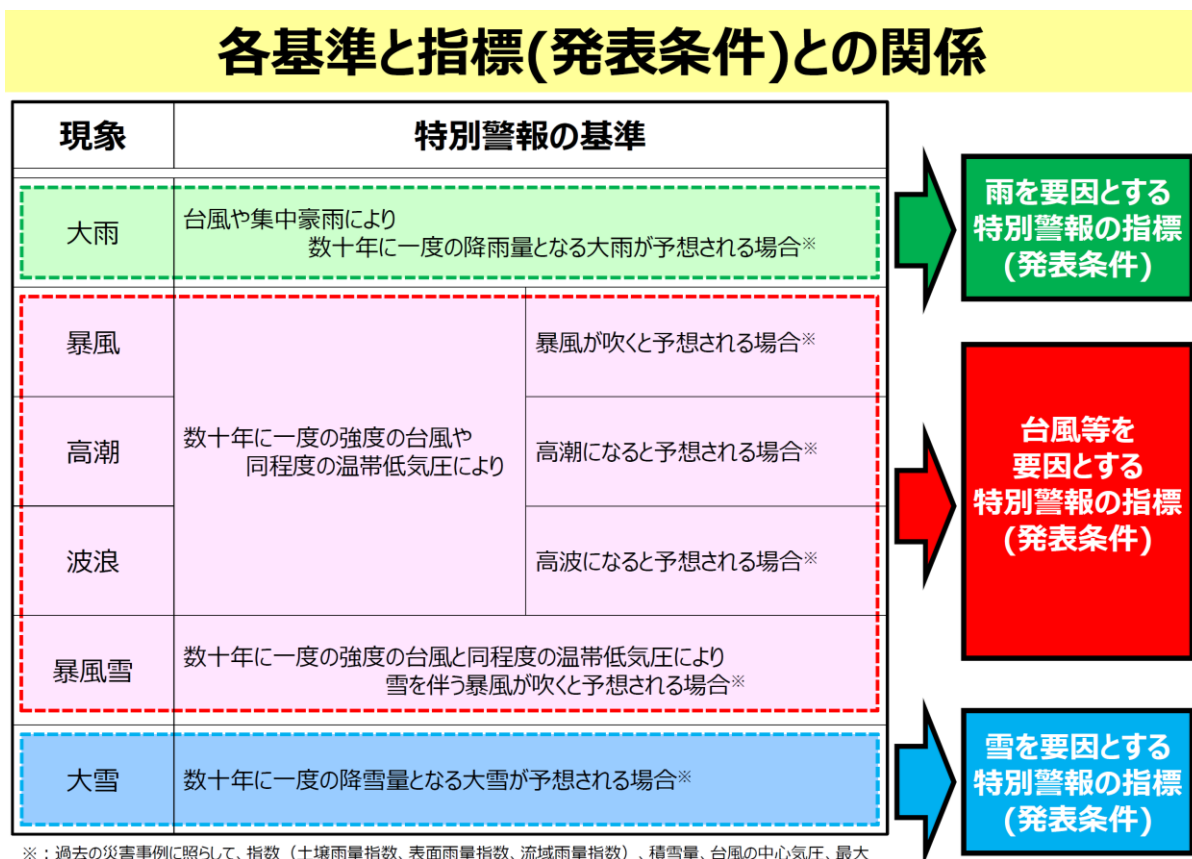 各基準と指標(発表条件)との関係
現象
特別警報の基準
大雨
台風や集中豪雨により
数十年に一度の降雨量となる大雨が予想される場合※
暴風
高潮
波浪
数十年に一度の強度の台風や
同程度の温帯低気圧により
暴風が吹くと予想される場合※
高潮になると予想される場合※
高波になると予想される場合※
暴風雪
数十年に一度の強度の台風と同程度の温帯低気圧により
雪を伴う暴風が吹くと予想される場合※
大雪
数十年に一度の降雪量となる大雪が予想される場合※
雨を要因とする
特別警報の指標
(発表条件)
台風等を
要因とする
特別警報の指標
(発表条件)
雪を要因とする
特別警報の指標
(発表条件)
※：過去の災害事例に照らして、指数（土壌雨量指数、表面雨量指数、流域雨量指数）、積雪量、台風の中心気圧、最大